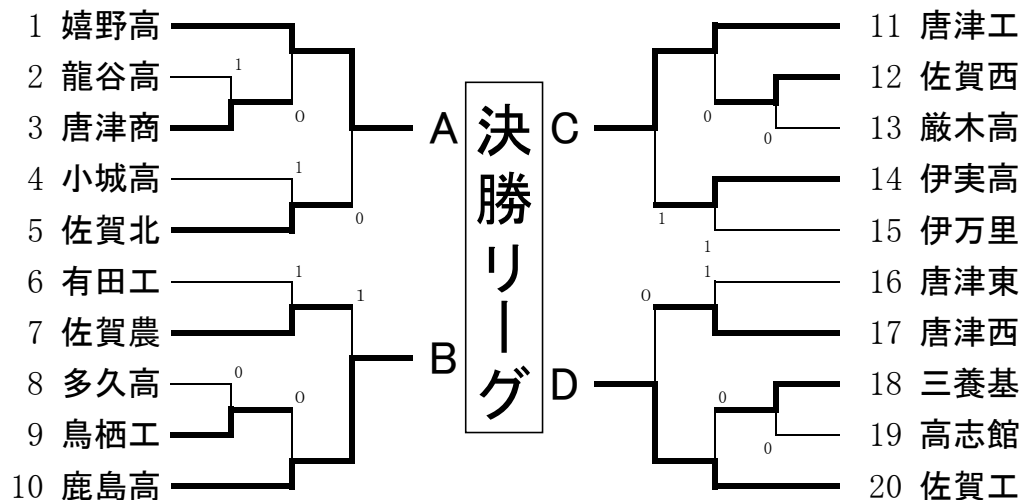 1 嬉野高
2 龍谷高
3 唐津商
4 小城高
5 佐賀北
6 有田工
7 佐賀農
8 多久高
9 鳥栖工
10 鹿島高
1
0
1
0
1
1
0
0
A
B
決勝リーグ
C
D
0
0
1
1
1
0
0
0
11 唐津工
12 佐賀西
13 厳木高
14 伊実高
15 伊万里
16 唐津東
17 唐津西
18 三養基
19 高志館
20 佐賀工